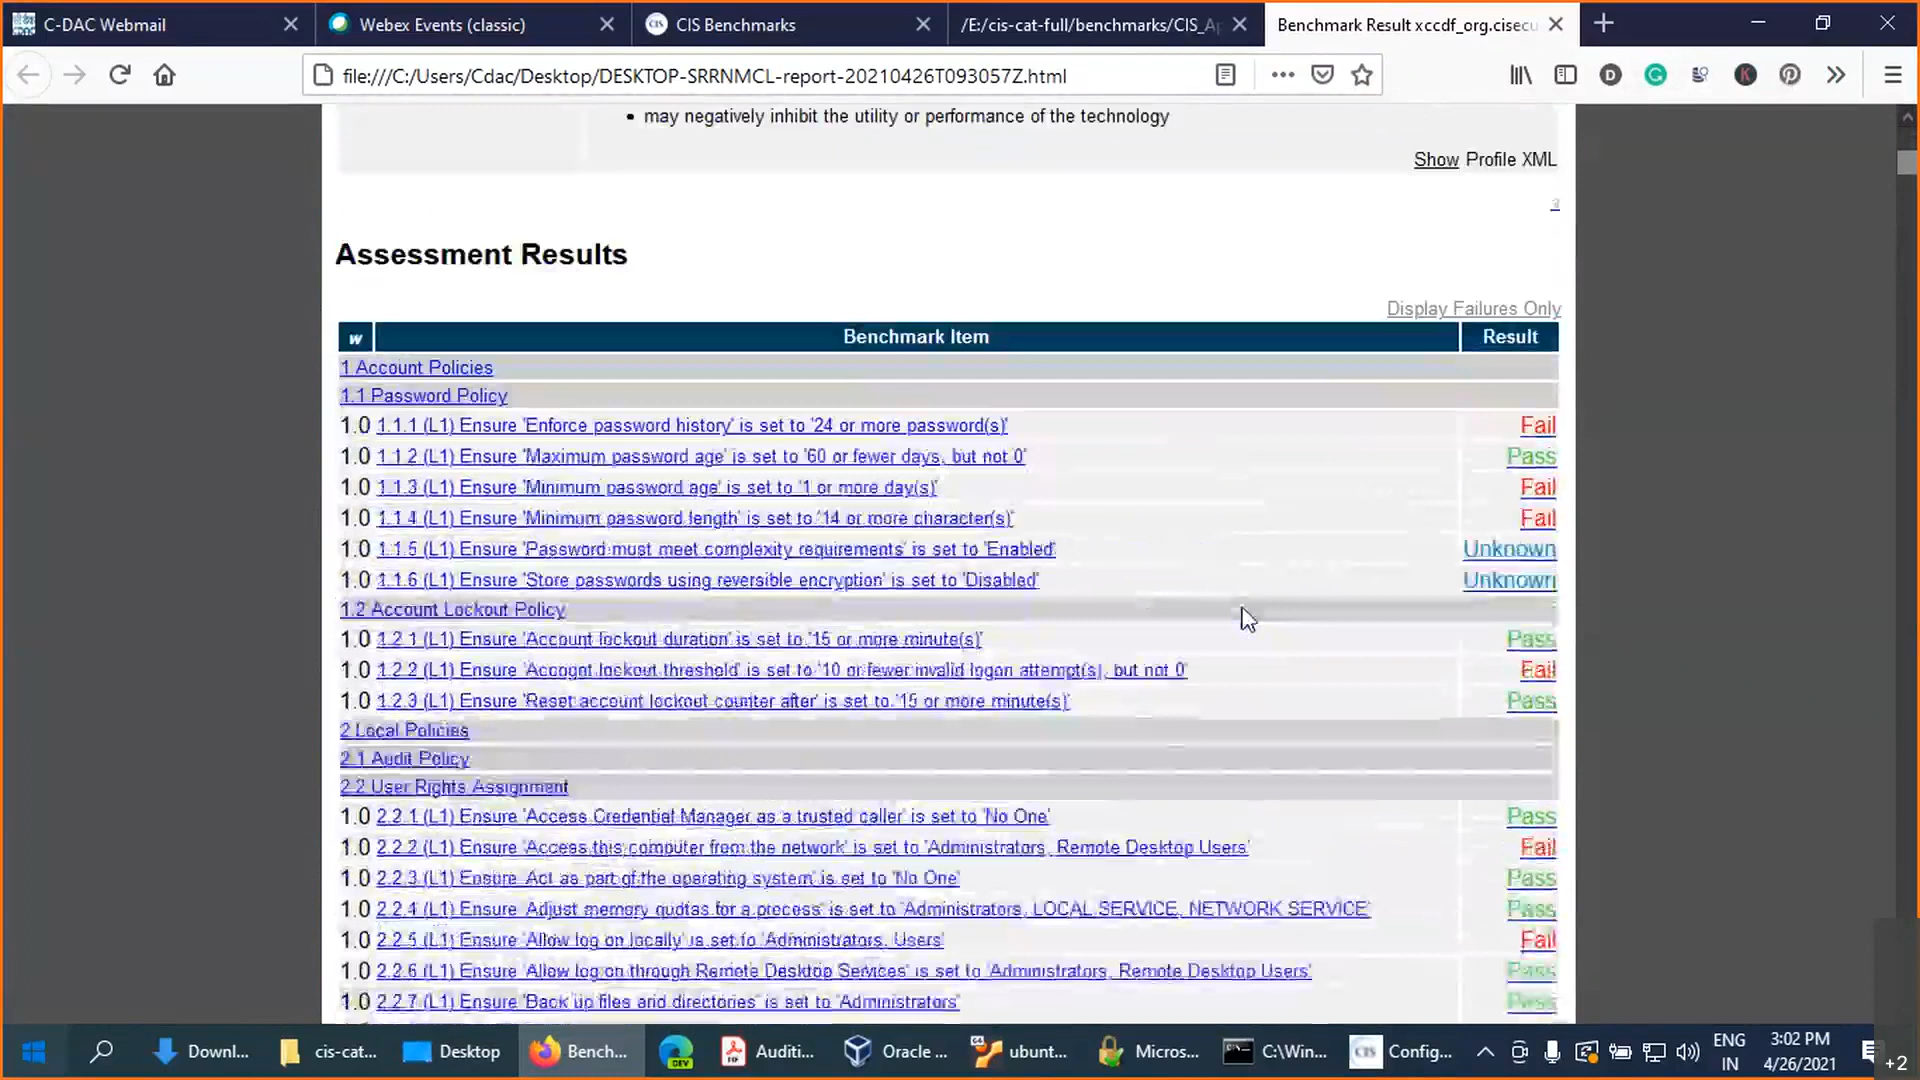 C-DAC Webmail
Webex Events (classic)
CIS Benchmarks
/E:/cis-cat-full/benchmarks/CIS_Ap
Benchmark Result xccdf_org.cisecu
file:///C:/Users/Cdac/Desktop/DESKTOP-SRRNMCL-report-20210426T093057Z.html
• may negatively inhibit the utility or performance of the technology
Show Profile XML
Assessment Results
Display Failures Only
w Benchmark Item Result
1 Account Policies
1.1 Password Policy
1.0 1.1.1 (L1) Ensure 'Enforce password history' is set to '24 or more password(s)' Fail
1.0 1.1.2 (L1) Ensure 'Maximum password age' is set to '60 or fewer days, but not 0' Pass
1.0 1.1.3 (L1) Ensure 'Minimum password age' is set to '1 or more day(s)' Fail
1.0 1.1.4 (L1) Ensure 'Minimum password length' is set to '14 or more character(s)' Fail
1.0 1.1.5 (L1) Ensure 'Password must meet complexity requirements' is set to 'Enabled' Unknown
1.0 1.1.6 (L1) Ensure 'Store passwords using reversible encryption' is set to 'Disabled' Unknown
1.2 Account Lockout Policy
1.0 1.2.1 (L1) Ensure 'Account lockout duration' is set to '15 or more minute(s)' Pass
1.0 1.2.2 (L1) Ensure 'Account lockout threshold' is set to '10 or fewer invalid logon attempt(s), but not 0' Fail
1.0 1.2.3 (L1) Ensure 'Reset account lockout counter after' is set to '15 or more minute(s)' Pass
2 Local Policies
2.1 Audit Policy
2.2 User Rights Assignment
1.0 2.2.1 (L1) Ensure 'Access Credential Manager as a trusted caller' is set to 'No One' Pass
1.0 2.2.2 (L1) Ensure 'Access this computer from the network' is set to 'Administrators, Remote Desktop Users' Fail
1.0 2.2.3 (L1) Ensure 'Act as part of the operating system' is set to 'No One' Pass
1.0 2.2.4 (L1) Ensure 'Adjust memory quotas for a process' is set to 'Administrators, LOCAL SERVICE, NETWORK SERVICE' Pass
1.0 2.2.5 (L1) Ensure 'Allow log on locally' is set to 'Administrators, Users' Fail
1.0 2.2.6 (L1) Ensure 'Allow log on through Remote Desktop Services' is set to 'Administrators, Remote Desktop Users' Pass
1.0 2.2.7 (L1) Ensure 'Back up files and directories' is set to 'Administrators' Pass
Downl...
cis-cat...
Desktop
Bench...
DEV
Auditi...
Oracle ...
ubunt...
Micros...
C:\Win...
CIS Config...
ENG
IN
3:02 PM
4/26/2021
+2